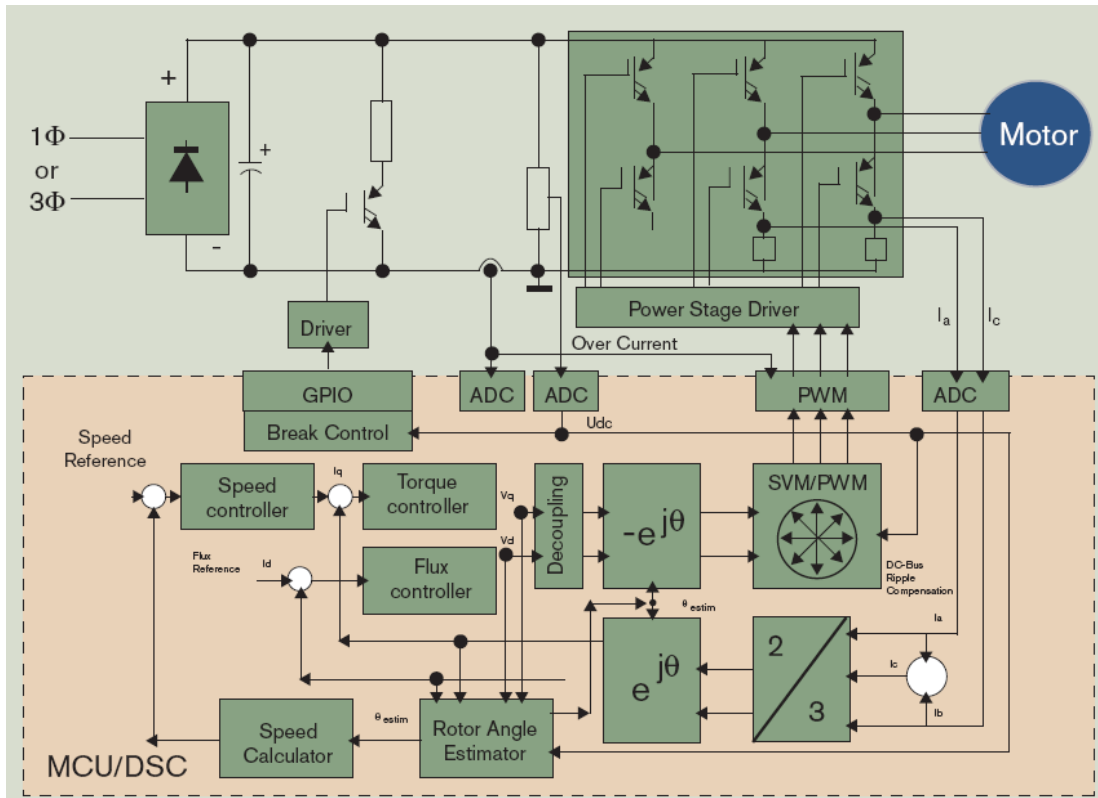 +
1Φ
or
3Φ
-
+
Motor
Driver
Power Stage Driver
Over Current
Ia
Ic
GPIO
ADC
ADC
PWM
ADC
Break Control
Udc
Speed
Reference
Speed
controller
Iq
Torque
controller
Vq
Vd
Decoupling
-e jθ
SVM/PWM
DC-Bus
Ripple
Compensation
Flux
Reference
Id
Flux
controller
θestim
e jθ
2
3
Ia
Ic
Ib
θestim
Speed
Calculator
Rotor Angle
Estimator
MCU/DSC